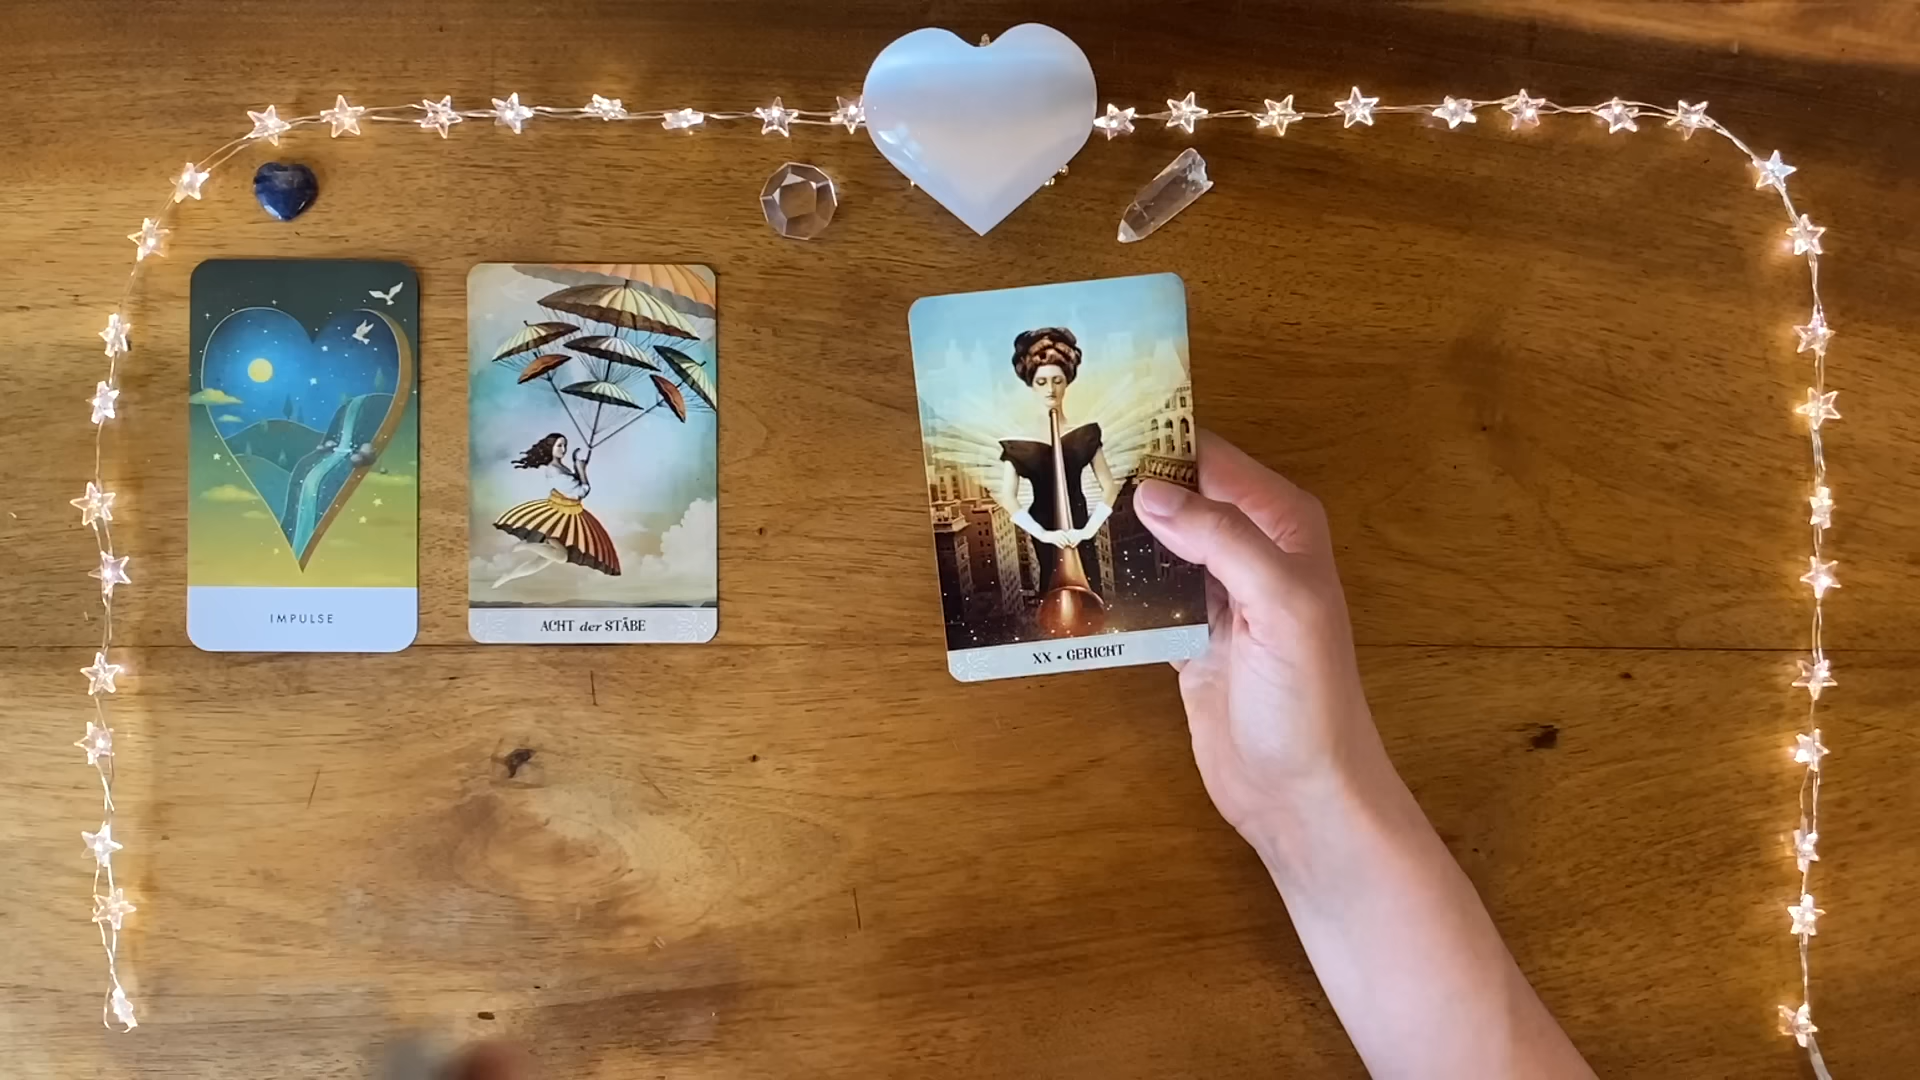 IMPULSE
ACHT der STÄBE
XX • GERICHT